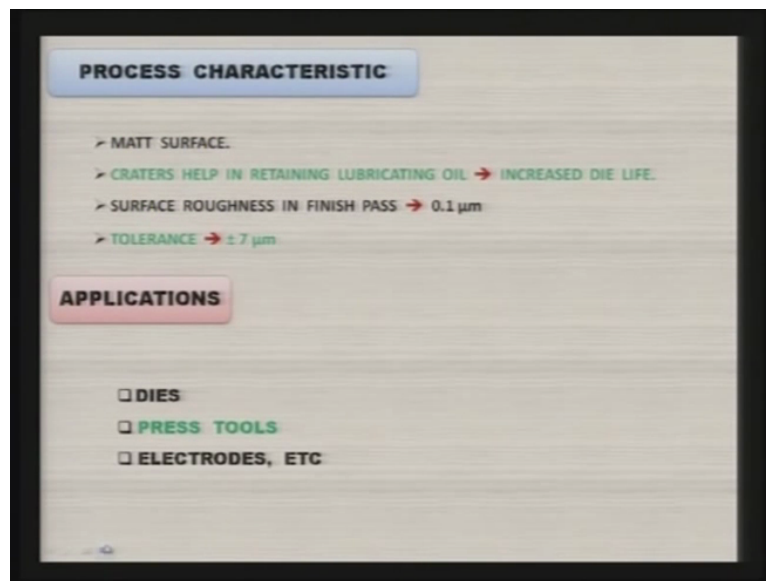 PROCESS CHARACTERISTIC
➢ MATT SURFACE.
➢ CRATERS HELP IN RETAINING LUBRICATING OIL ➔ INCREASED DIE LIFE.
➢ SURFACE ROUGHNESS IN FINISH PASS ➔ 0.1 µm
➢ TOLERANCE ➔ ± 7 µm
APPLICATIONS
❑ DIES
❑ PRESS TOOLS
❑ ELECTRODES, ETC